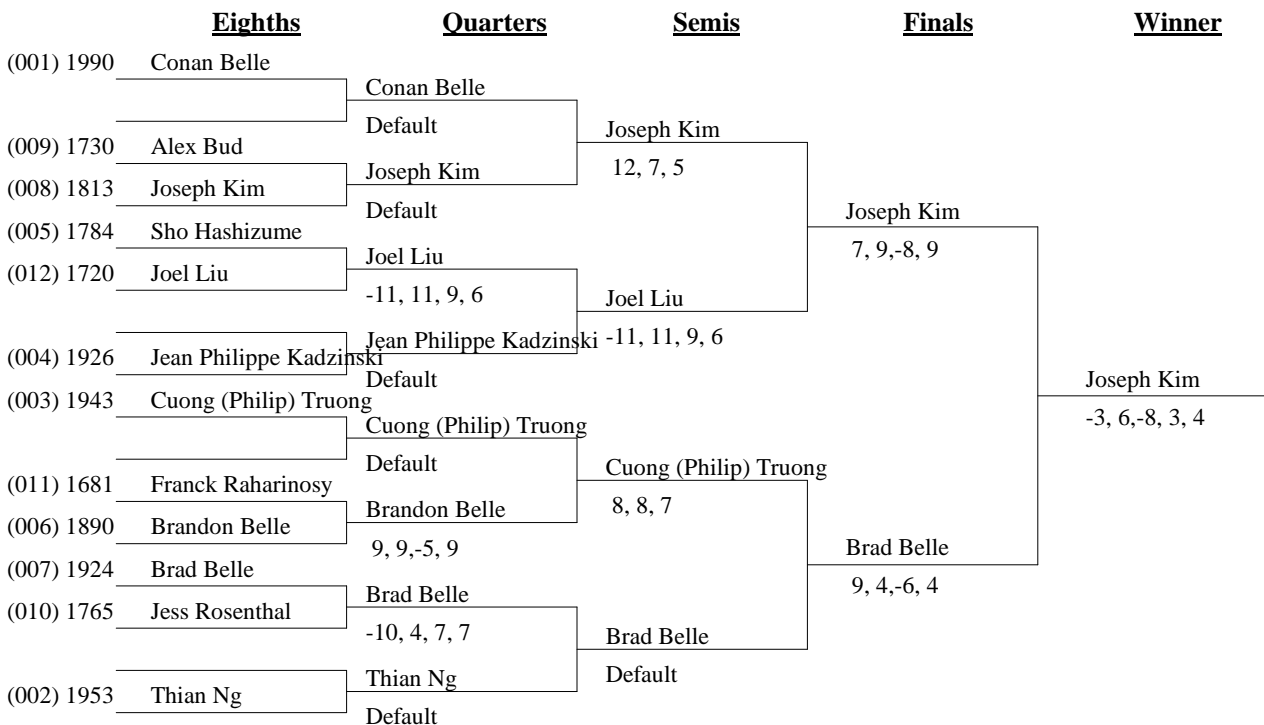 Eighths Quarters Semis Finals Winner
(001) 1990 Conan Belle
Conan Belle
Default
Joseph Kim
(009) 1730 Alex Bud
12, 7, 5
Joseph Kim
(008) 1813 Joseph Kim
Default
Joseph Kim
(005) 1784 Sho Hashizume
7, 9,-8, 9
Joel Liu
(012) 1720 Joel Liu
-11, 11, 9, 6
Joel Liu
-11, 11, 9, 6
Jean Philippe Kadzinski
(004) 1926 Jean Philippe Kadzinski
Default
Joseph Kim
(003) 1943 Cuong (Philip) Truong
-3, 6,-8, 3, 4
Cuong (Philip) Truong
Default
Cuong (Philip) Truong
(011) 1681 Franck Raharinosy
8, 8, 7
Brandon Belle
(006) 1890 Brandon Belle
9, 9,-5, 9
Brad Belle
(007) 1924 Brad Belle
9, 4,-6, 4
Brad Belle
(010) 1765 Jess Rosenthal
-10, 4, 7, 7
Brad Belle
Default
Thian Ng
(002) 1953 Thian Ng
Default